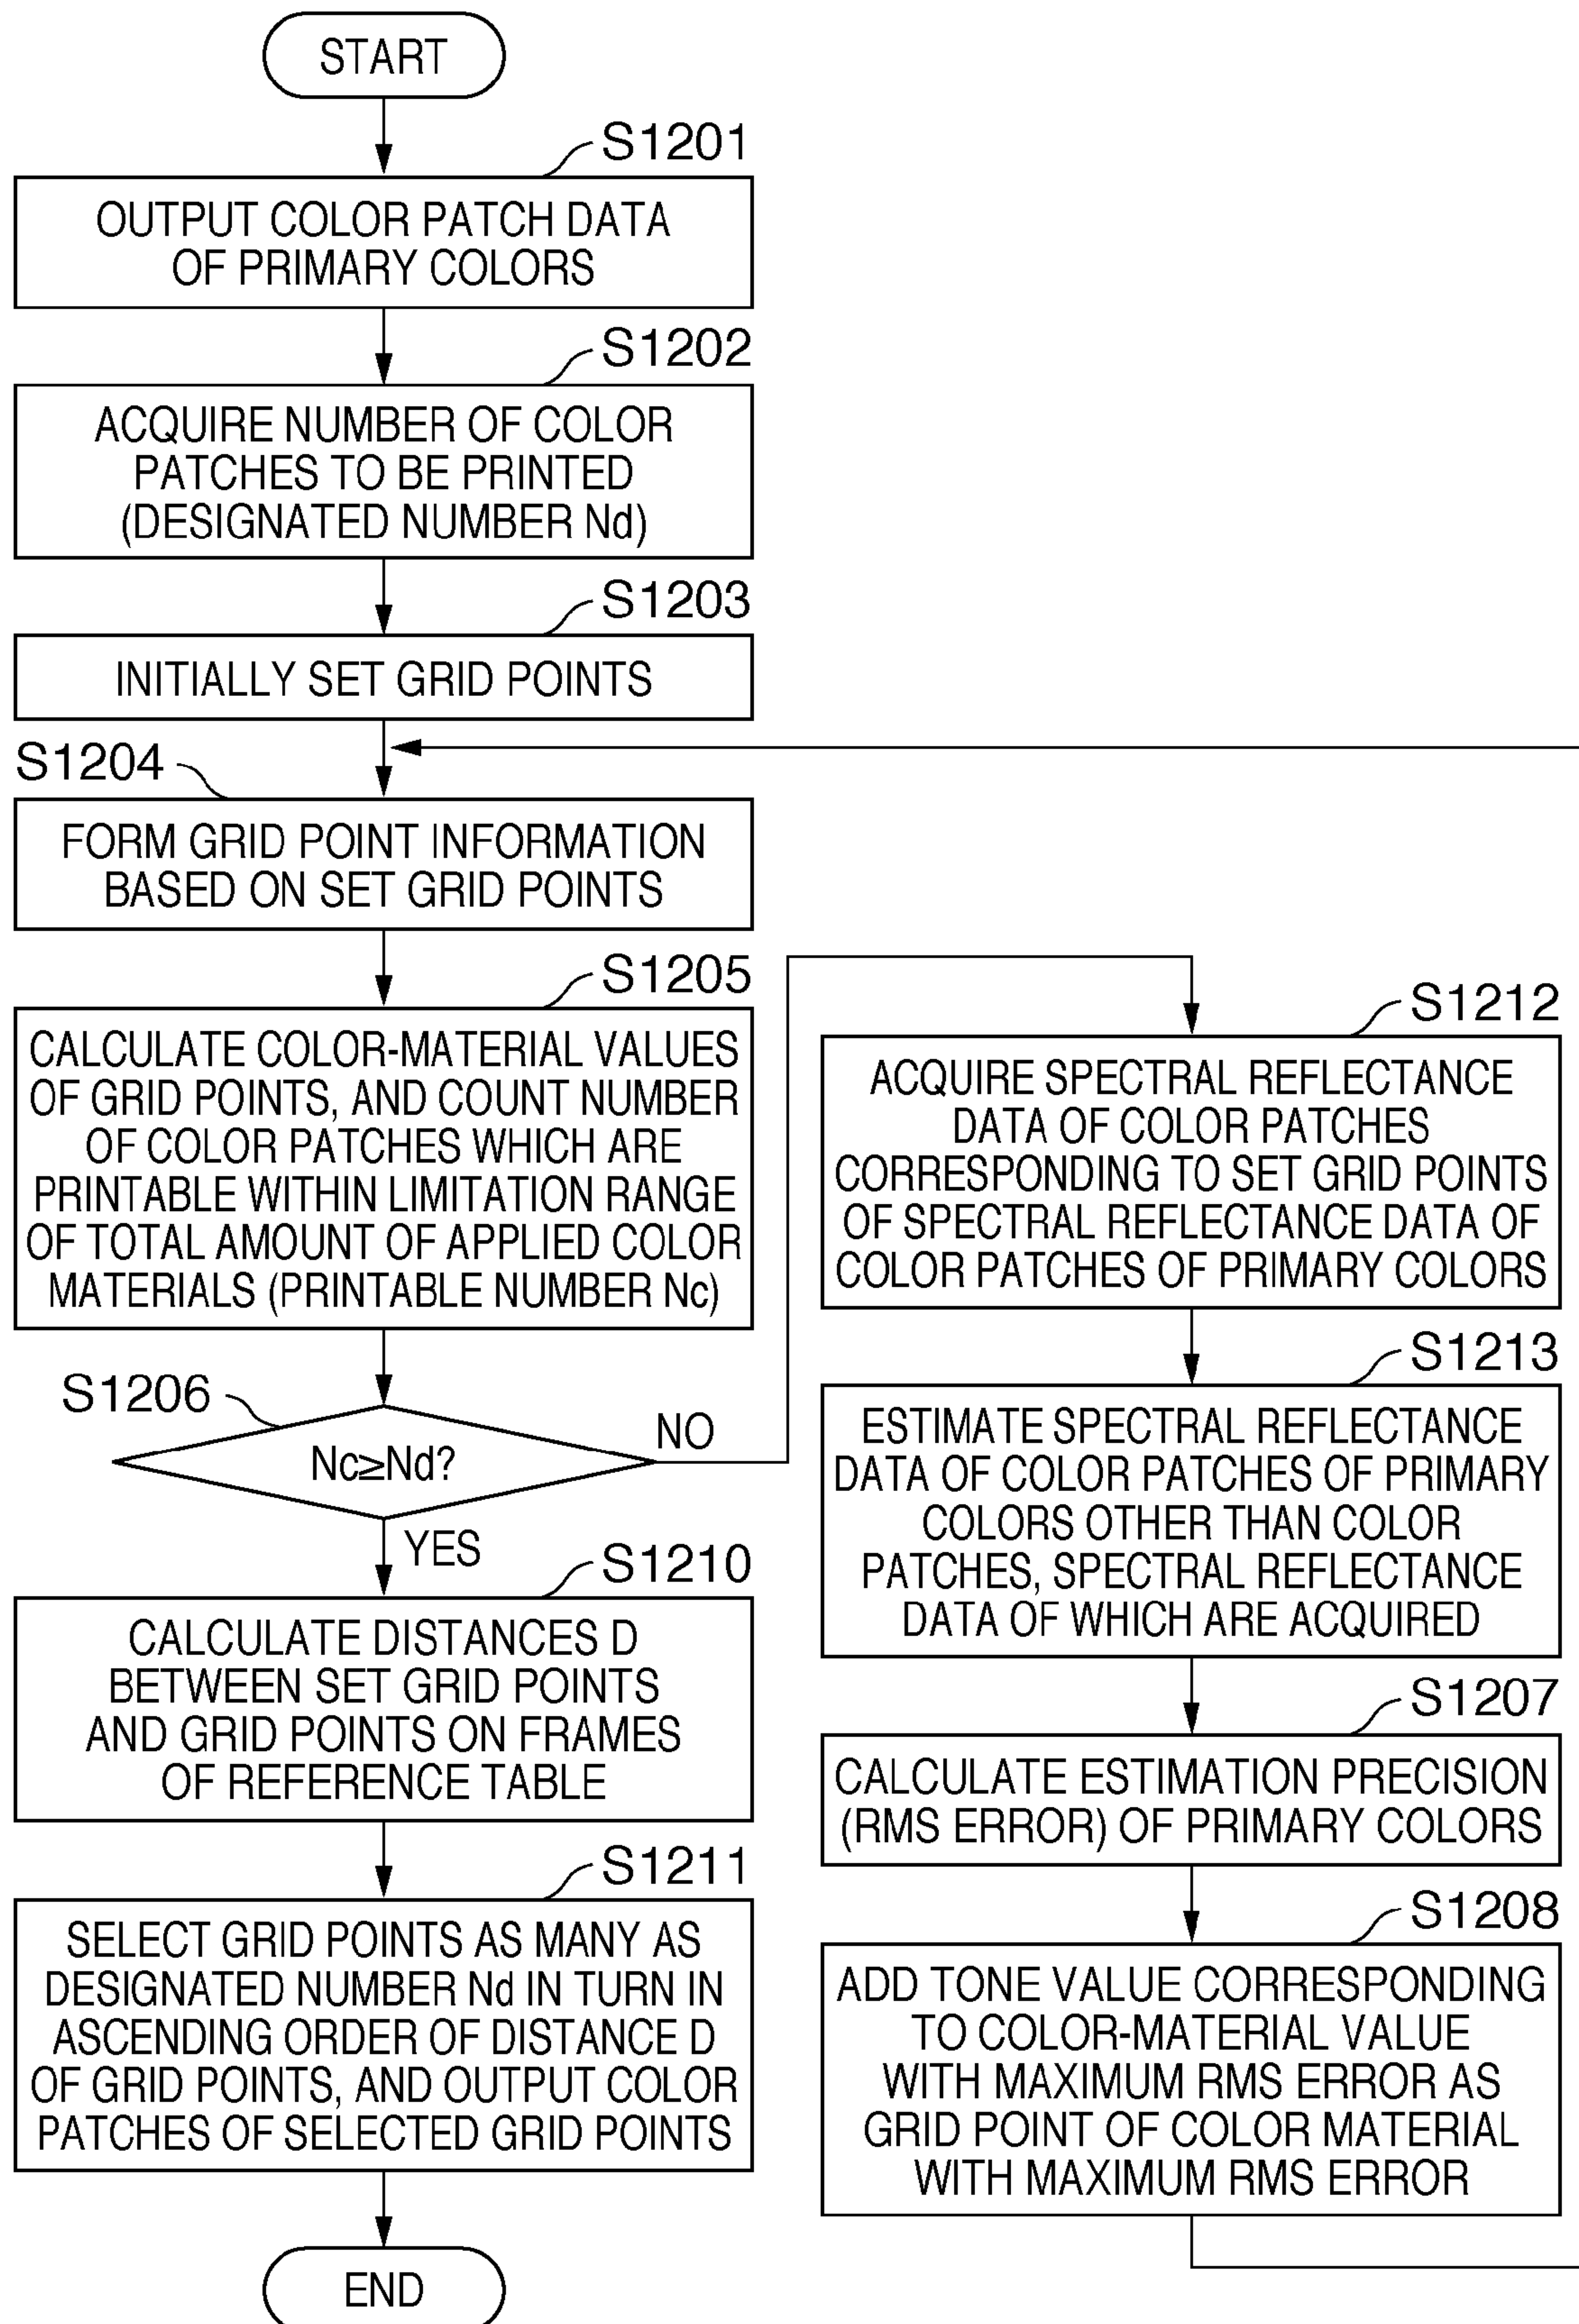 START
S1201
OUTPUT COLOR PATCH DATA
OF PRIMARY COLORS
S1202
ACQUIRE NUMBER OF COLOR
PATCHES TO BE PRINTED
(DESIGNATED NUMBER Nd)
S1203
INITIALLY SET GRID POINTS
S1204
FORM GRID POINT INFORMATION
BASED ON SET GRID POINTS
S1205
CALCULATE COLOR-MATERIAL VALUES
OF GRID POINTS, AND COUNT NUMBER
OF COLOR PATCHES WHICH ARE
PRINTABLE WITHIN LIMITATION RANGE
OF TOTAL AMOUNT OF APPLIED COLOR
MATERIALS (PRINTABLE NUMBER Nc)
S1206
Nc≥Nd?
NO
YES
S1210
CALCULATE DISTANCES D
BETWEEN SET GRID POINTS
AND GRID POINTS ON FRAMES
OF REFERENCE TABLE
S1211
SELECT GRID POINTS AS MANY AS
DESIGNATED NUMBER Nd IN TURN IN
ASCENDING ORDER OF DISTANCE D
OF GRID POINTS, AND OUTPUT COLOR
PATCHES OF SELECTED GRID POINTS
END
S1212
ACQUIRE SPECTRAL REFLECTANCE
DATA OF COLOR PATCHES
CORRESPONDING TO SET GRID POINTS
OF SPECTRAL REFLECTANCE DATA OF
COLOR PATCHES OF PRIMARY COLORS
S1213
ESTIMATE SPECTRAL REFLECTANCE
DATA OF COLOR PATCHES OF PRIMARY
COLORS OTHER THAN COLOR
PATCHES, SPECTRAL REFLECTANCE
DATA OF WHICH ARE ACQUIRED
S1207
CALCULATE ESTIMATION PRECISION
(RMS ERROR) OF PRIMARY COLORS
S1208
ADD TONE VALUE CORRESPONDING
TO COLOR-MATERIAL VALUE
WITH MAXIMUM RMS ERROR AS
GRID POINT OF COLOR MATERIAL
WITH MAXIMUM RMS ERROR